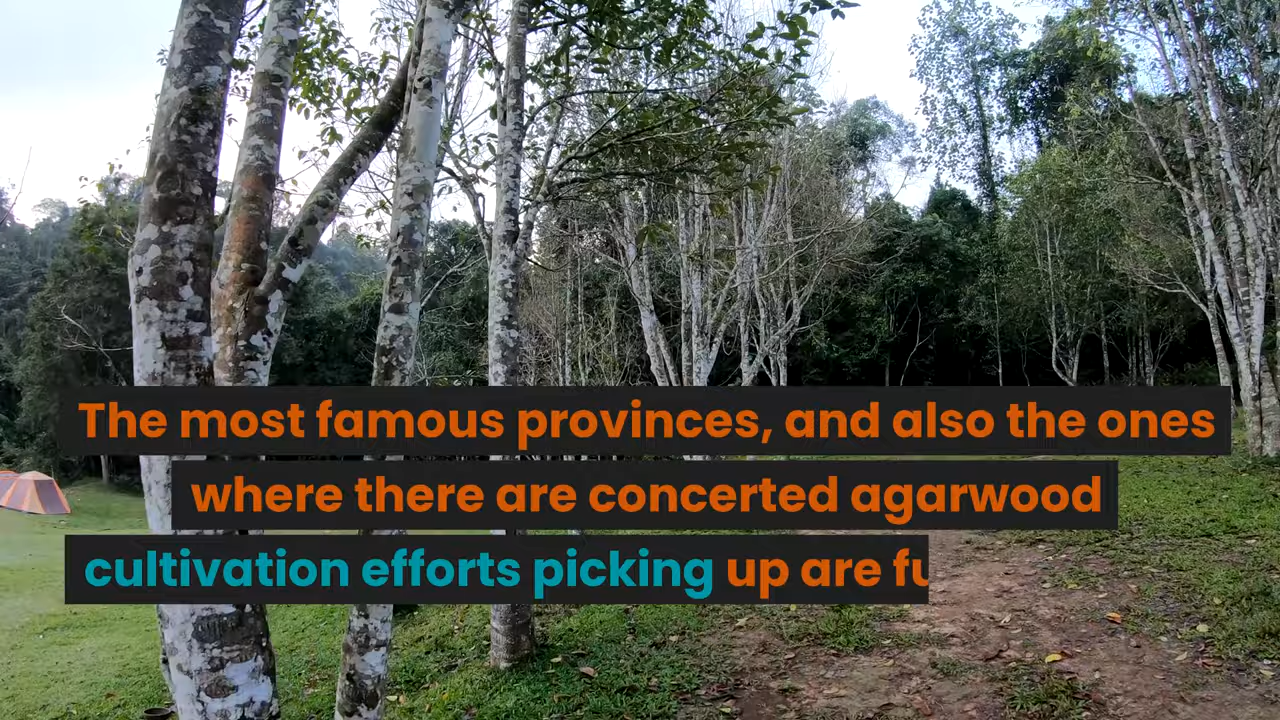 The most famous provinces, and also the ones
where there are concerted agarwood
cultivation efforts picking up are